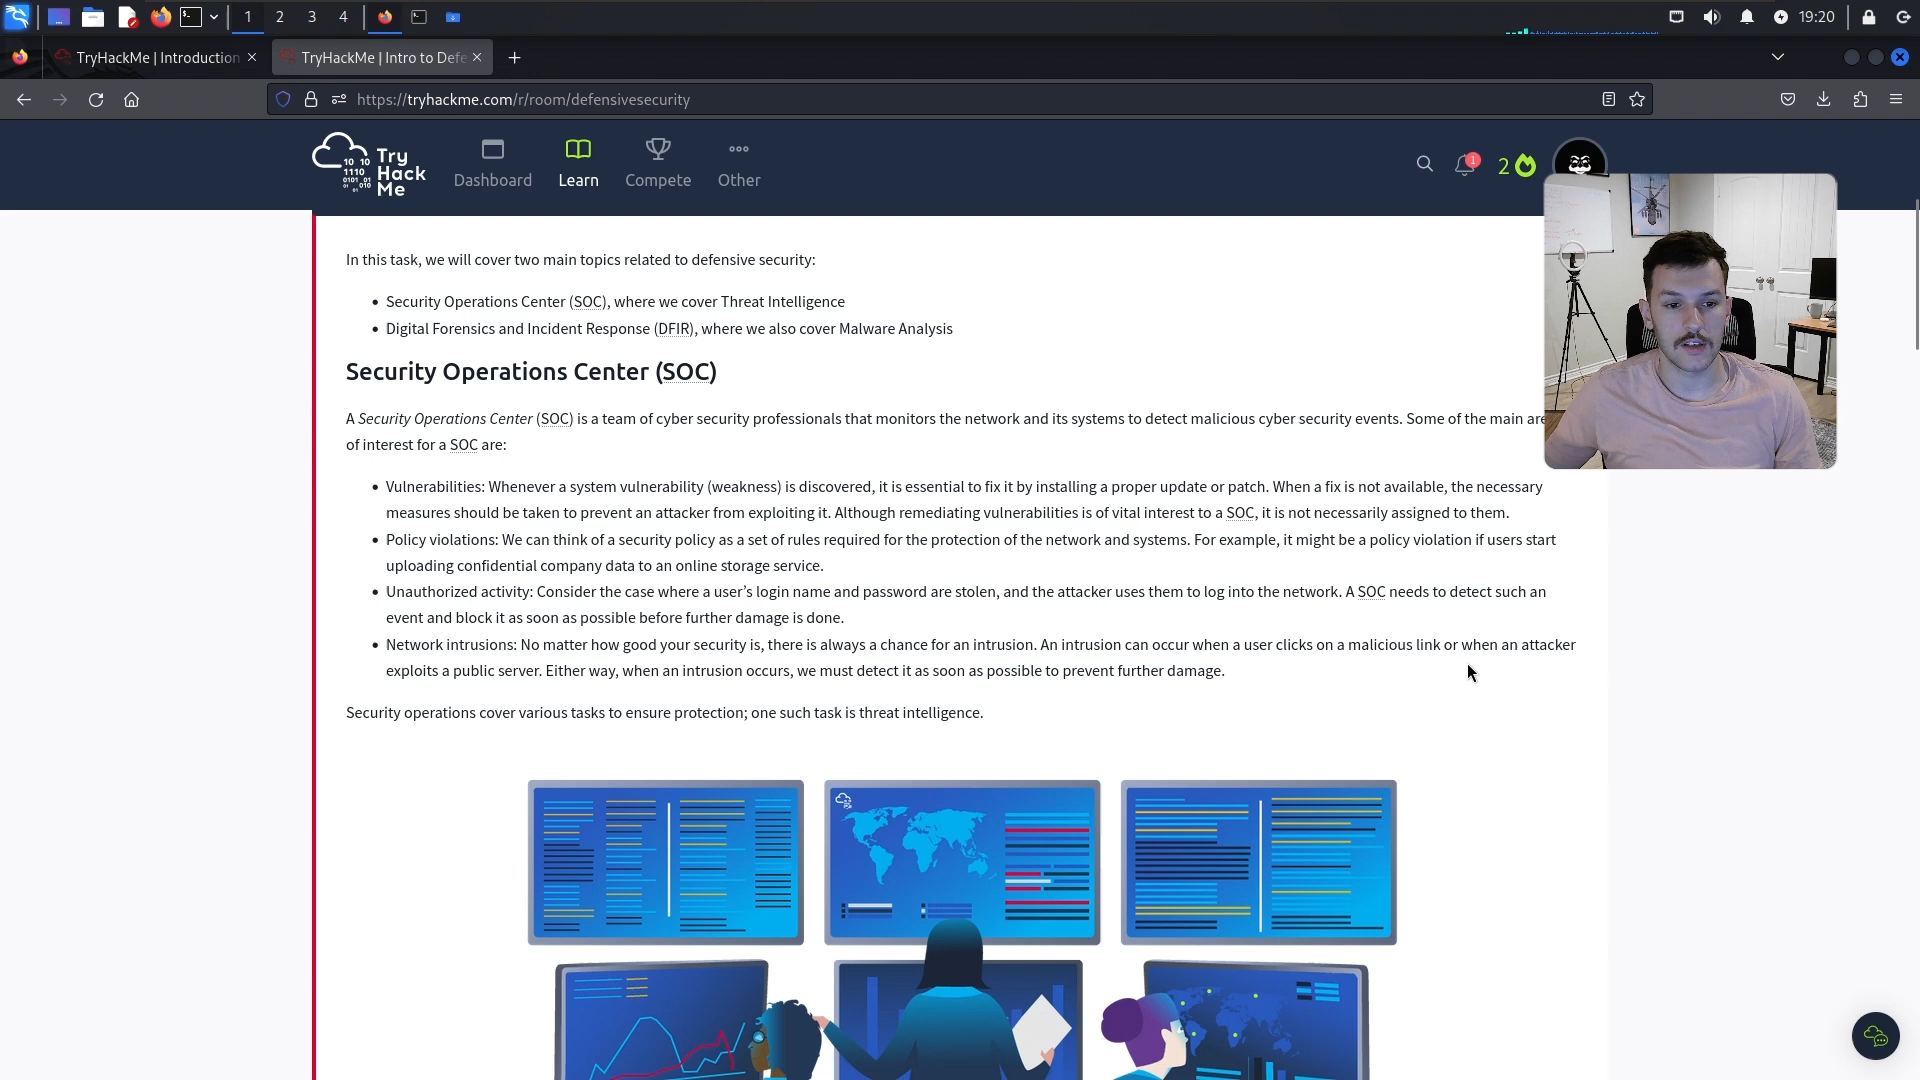 1 2 3 4 19:20
TryHackMe | Introduction
TryHackMe | Intro to Defe
https://tryhackme.com/r/room/defensivesecurity
Try
Hack
Me
10 10
1110
0101 01
01 010
Dashboard Learn Compete Other
1
2
In this task, we will cover two main topics related to defensive security:
• Security Operations Center (SOC), where we cover Threat Intelligence
• Digital Forensics and Incident Response (DFIR), where we also cover Malware Analysis
Security Operations Center (SOC)
A Security Operations Center (SOC) is a team of cyber security professionals that monitors the network and its systems to detect malicious cyber security events. Some of the main are
of interest for a SOC are:
• Vulnerabilities: Whenever a system vulnerability (weakness) is discovered, it is essential to fix it by installing a proper update or patch. When a fix is not available, the necessary
measures should be taken to prevent an attacker from exploiting it. Although remediating vulnerabilities is of vital interest to a SOC, it is not necessarily assigned to them.
• Policy violations: We can think of a security policy as a set of rules required for the protection of the network and systems. For example, it might be a policy violation if users start
uploading confidential company data to an online storage service.
• Unauthorized activity: Consider the case where a user’s login name and password are stolen, and the attacker uses them to log into the network. A SOC needs to detect such an
event and block it as soon as possible before further damage is done.
• Network intrusions: No matter how good your security is, there is always a chance for an intrusion. An intrusion can occur when a user clicks on a malicious link or when an attacker
exploits a public server. Either way, when an intrusion occurs, we must detect it as soon as possible to prevent further damage.
Security operations cover various tasks to ensure protection; one such task is threat intelligence.